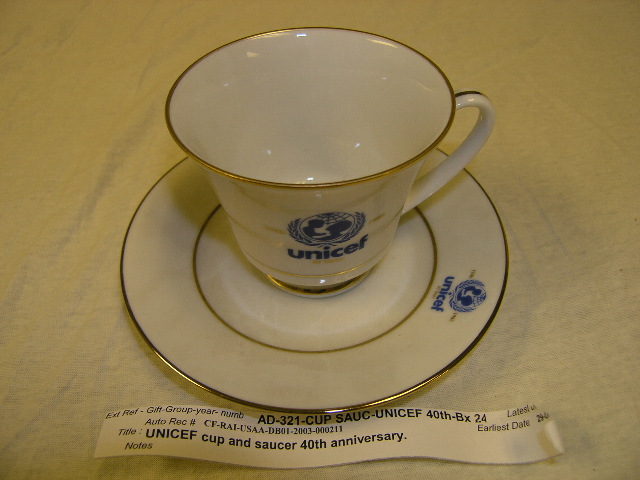 unicef
unicef
Ext Ref - Gift-Group-year- numb AD-321-CUP SAUC-UNICEF 40th-Bx 24 Latest
Auto Rec # CF-RAI-USAA-DB01-2003-000211 Earliest Date
Title : UNICEF cup and saucer 40th anniversary.
Notes